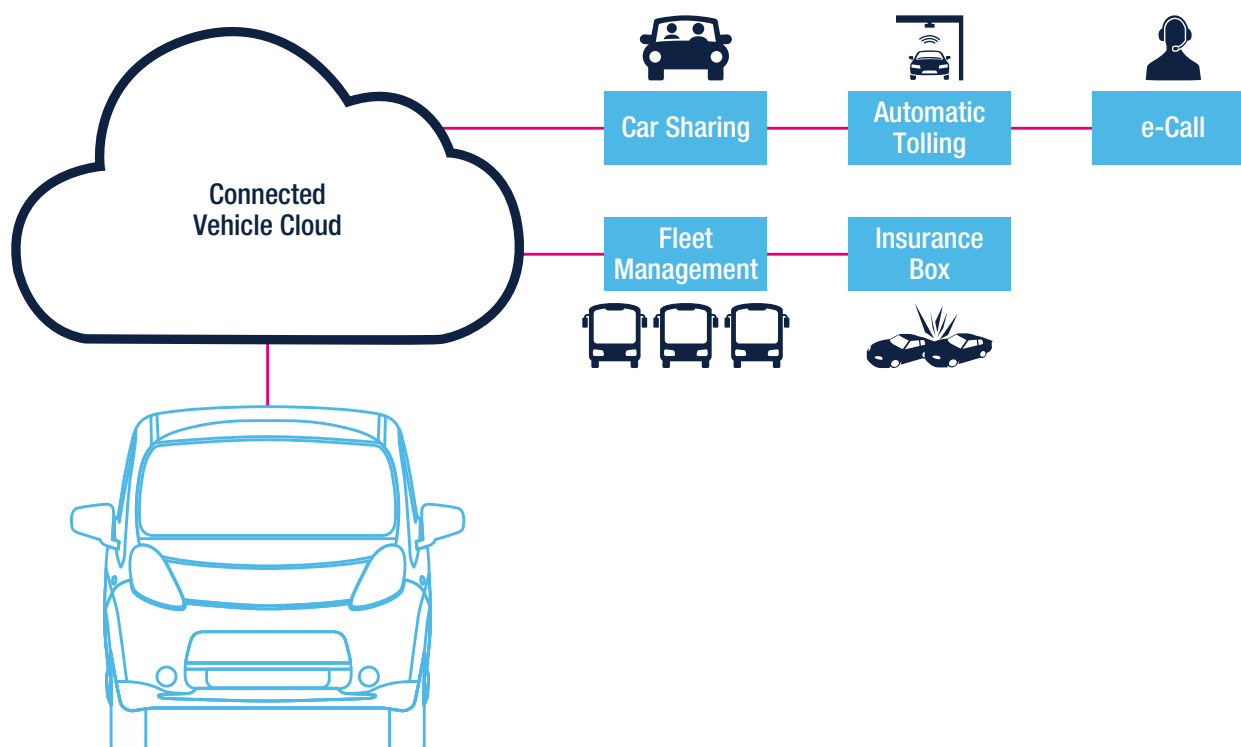 Car Sharing
Automatic
Tolling
e-Call
Connected
Vehicle Cloud
Fleet
Management
Insurance
Box